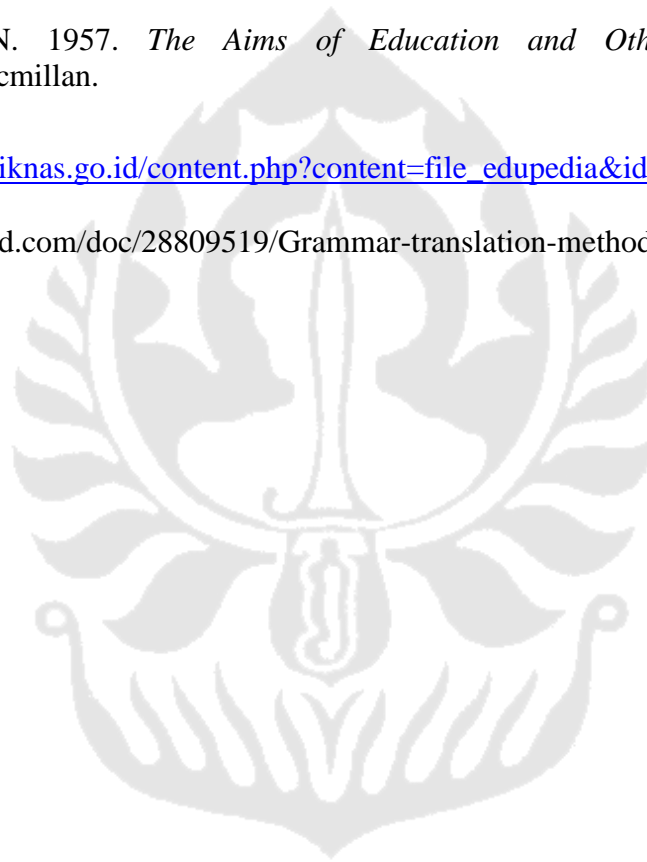 N. 1957. The Aims of Education and Oth
cmillan.
iknas.go.id/content.php?content=file_edupedia&id
d.com/doc/28809519/Grammar-translation-method